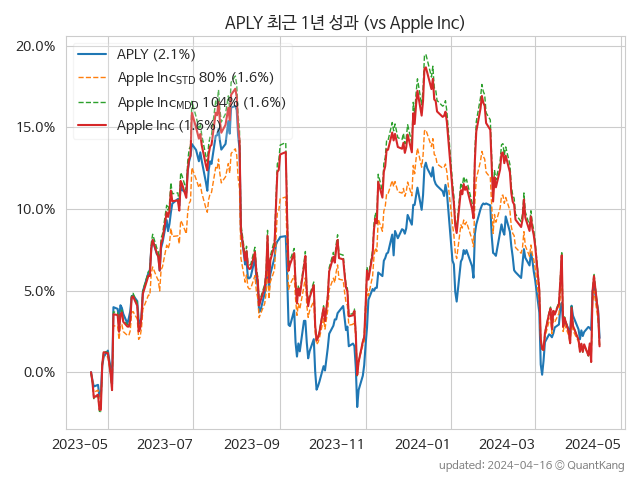 APLY 최근 1년 성과 (vs Apple Inc)
20.0%
15.0%
10.0%
5.0%
0.0%
APLY (2.1%)
Apple IncSTD 80% (1.6%)
Apple IncMDD 104% (1.6%)
Apple Inc (1.6%)
2023-05 2023-07 2023-09 2023-11 2024-01 2024-03 2024-05
updated: 2024-04-16 © QuantKang